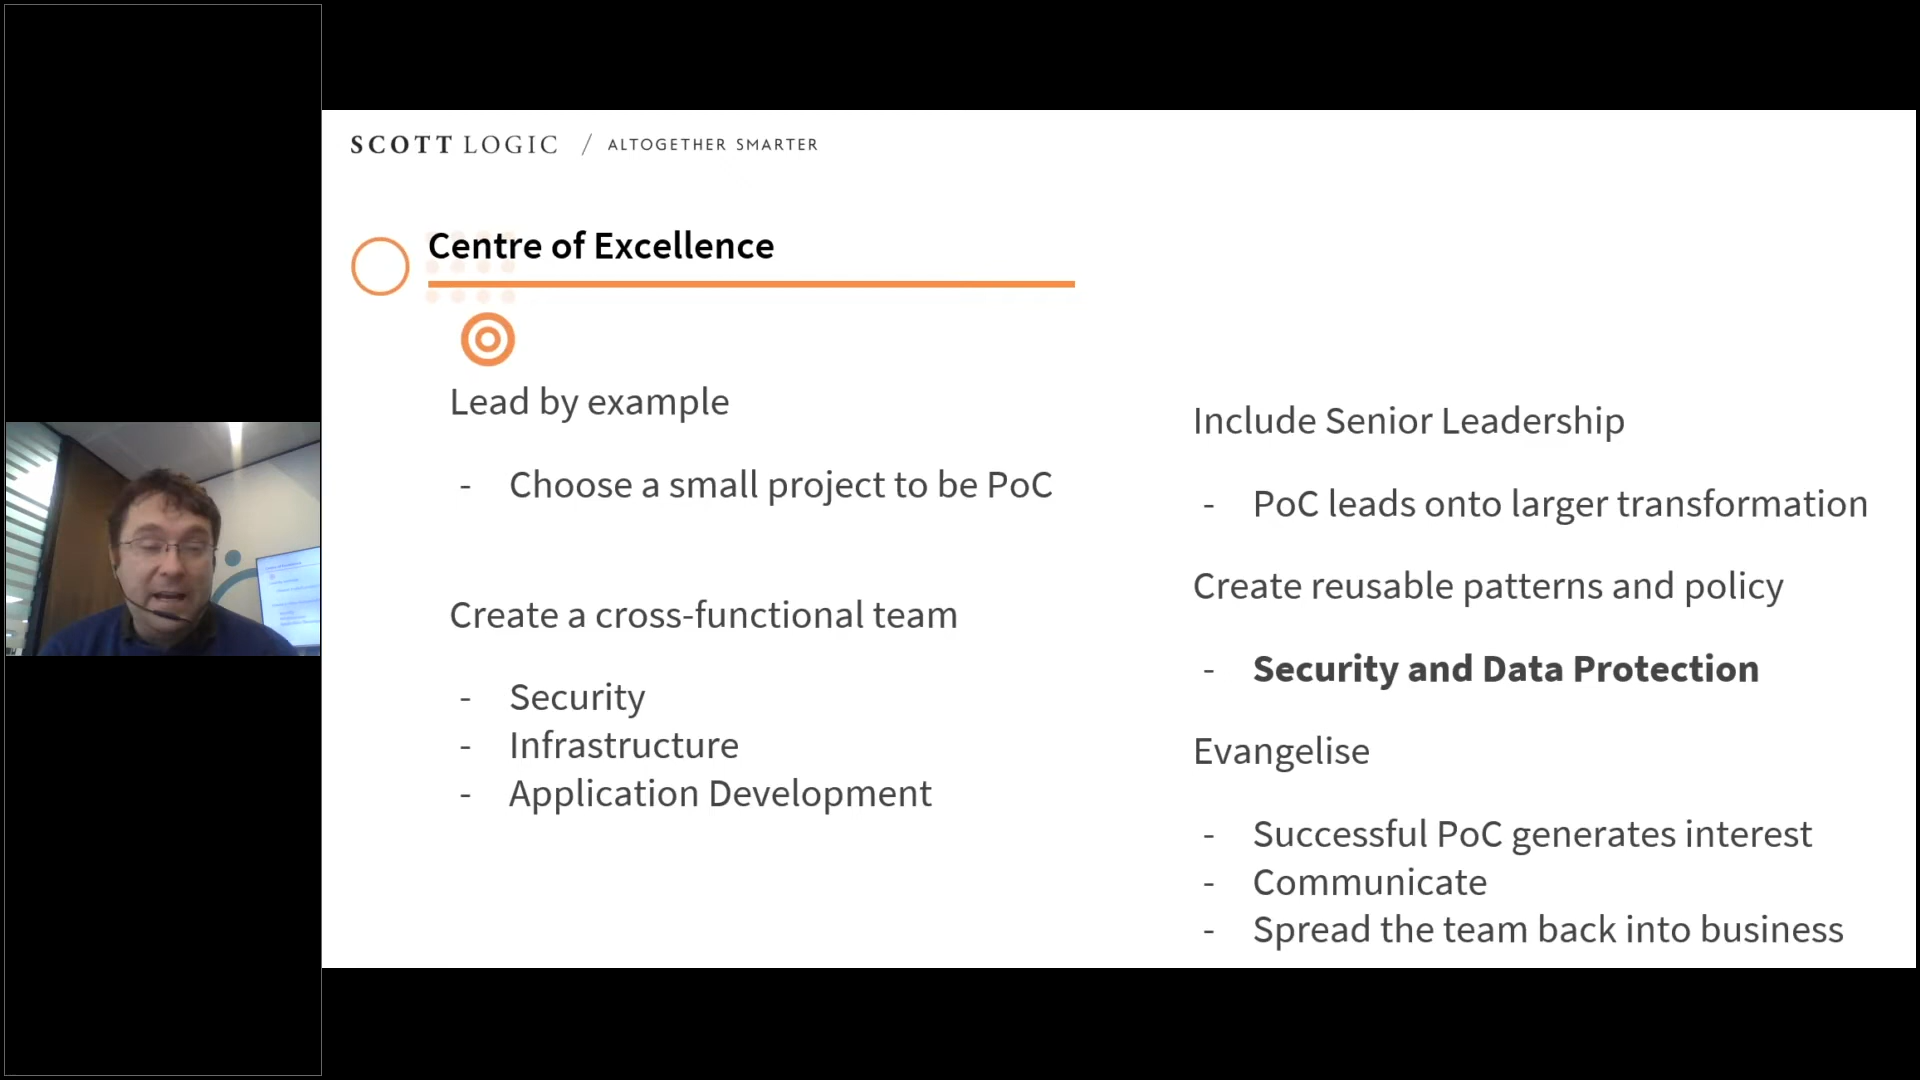 SCOTT LOGIC / ALTOGETHER SMARTER
Centre of Excellence
Lead by example
- Choose a small project to be PoC
Create a cross-functional team
- Security
- Infrastructure
- Application Development
Include Senior Leadership
- PoC leads onto larger transformation
Create reusable patterns and policy
- Security and Data Protection
Evangelise
- Successful PoC generates interest
- Communicate
- Spread the team back into business